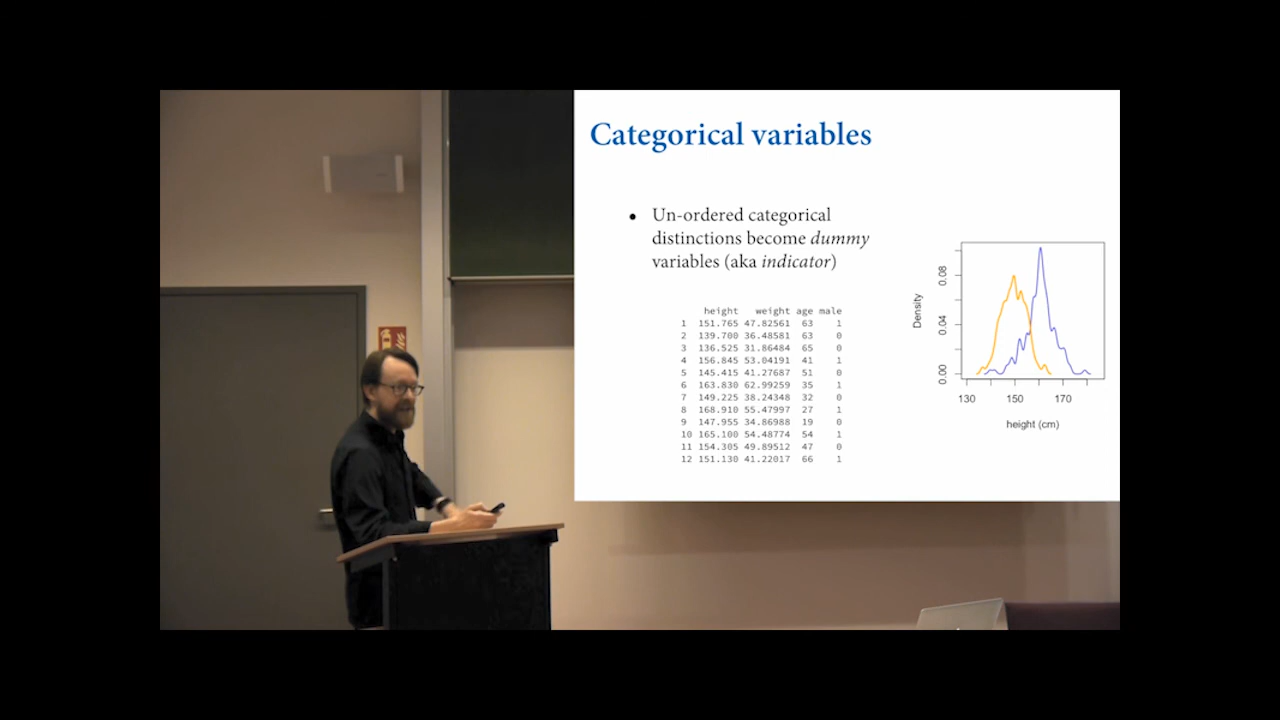 Categorical variables
• Un-ordered categorical
distinctions become dummy
variables (aka indicator)
height weight age male
1 151.765 47.82561 63 1
2 139.700 36.48581 63 0
3 136.525 31.86484 65 0
4 156.845 53.04191 41 1
5 145.415 41.27687 51 0
6 163.830 62.99259 35 1
7 149.225 38.24348 32 0
8 168.910 55.47997 27 1
9 147.955 34.86988 19 0
10 165.100 54.48774 54 1
11 154.305 49.89512 47 0
12 151.130 41.22017 66 1
Density
0.08
0.04
0.00
130 150 170
height (cm)